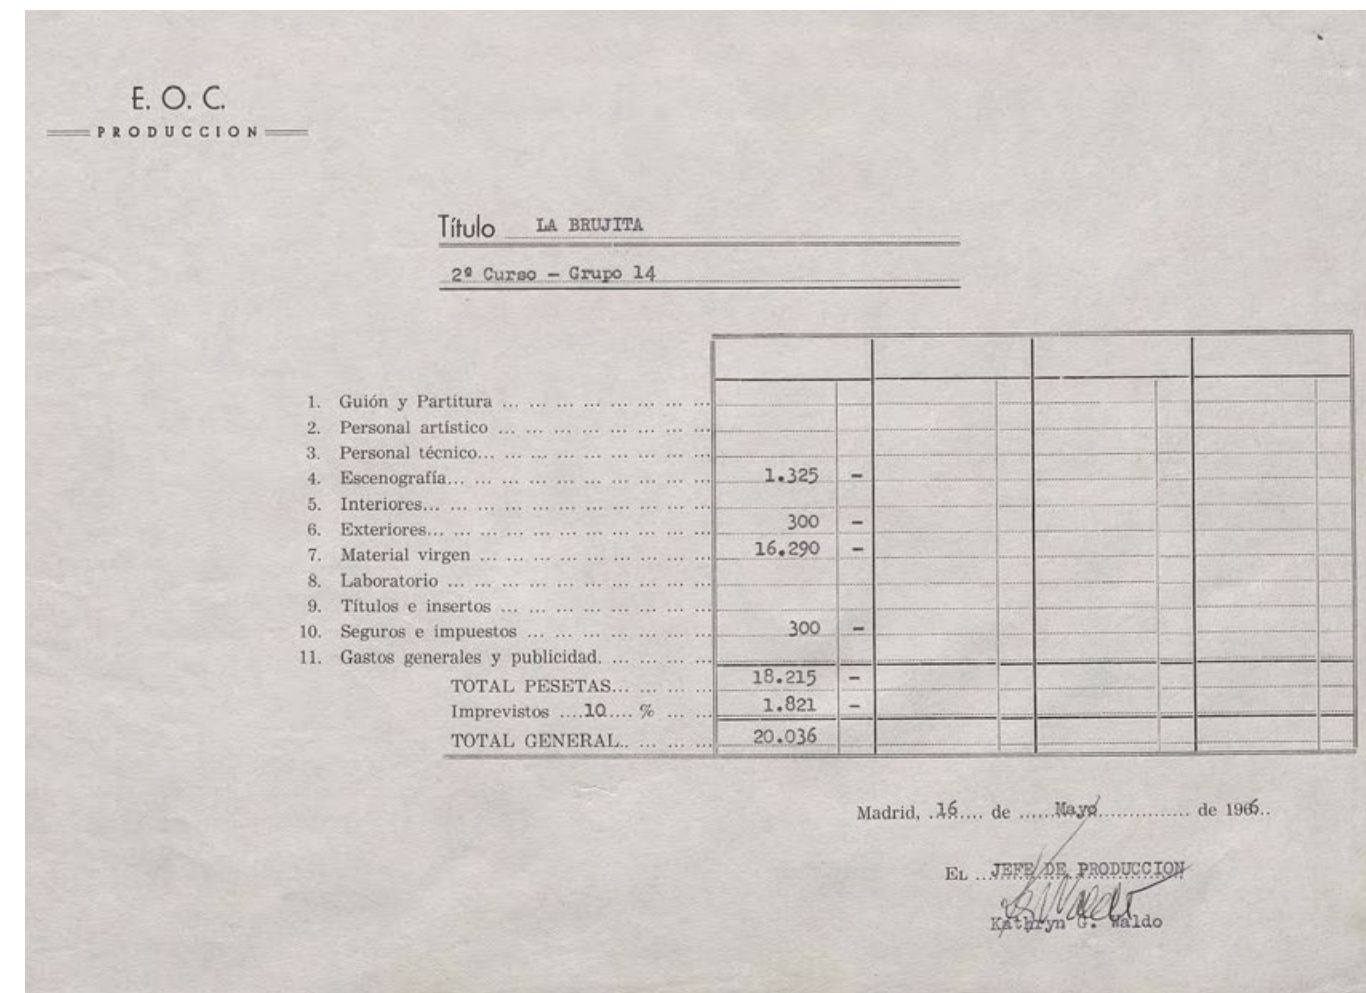 E. O. C.
PRODUCCION
Título LA BRUJITA
2º Curso - Grupo 14
1. Guión y Partitura ... ... ... ... ... ... ... ...
2. Personal artístico ... ... ... ... ... ... ... ...
3. Personal técnico... ... ... ... ... ... ... ... ...
4. Escenografía... ... ... ... ... ... ... ... ... ... 1.325 -
5. Interiores... ... ... ... ... ... ... ... ... ... ...
6. Exteriores... ... ... ... ... ... ... ... ... ... ... 300 -
7. Material virgen ... ... ... ... ... ... ... ... ... 16.290 -
8. Laboratorio ... ... ... ... ... ... ... ... ... ...
9. Títulos e insertos ... ... ... ... ... ... ... ...
10. Seguros e impuestos ... ... ... ... ... ... ... 300 -
11. Gastos generales y publicidad. ... ... ... ...
TOTAL PESETAS... ... ... ... 18.215 -
Imprevistos ....10.... % ... ... 1.821 -
TOTAL GENERAL.. ... ... ... 20.036
Madrid, .16.... de ......Mayo............... de 1966..
EL ...JEFE DE PRODUCCION
Kathryn G. Waldo